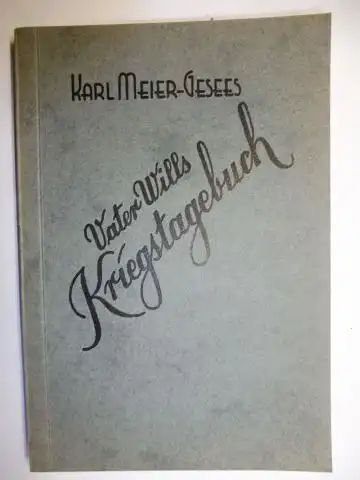 KARL MEIER-GESEES
Vater Wills
Kriegstagebuch